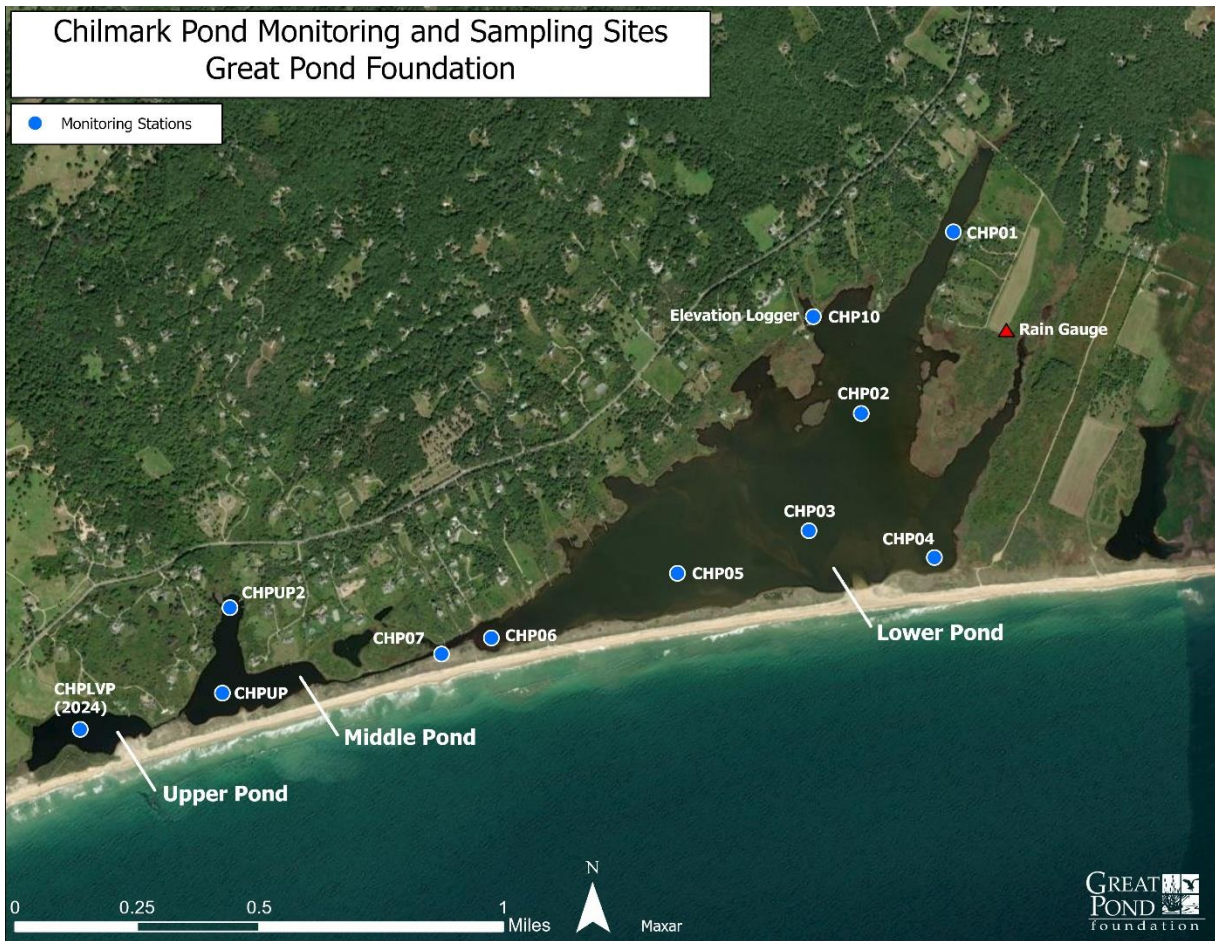 Chilmark Pond Monitoring and Sampling Sites
Great Pond Foundation
Monitoring Stations
CHP01
Elevation Logger
CHP10
Rain Gauge
CHP02
CHP03
CHP04
CHP05
CHPUP2
CHP07
CHP06
Lower Pond
CHPLVP
(2024)
CHPUP
Middle Pond
Upper Pond
N
0
0.25
0.5
1
Miles
Maxar
GREAT
POND
foundation